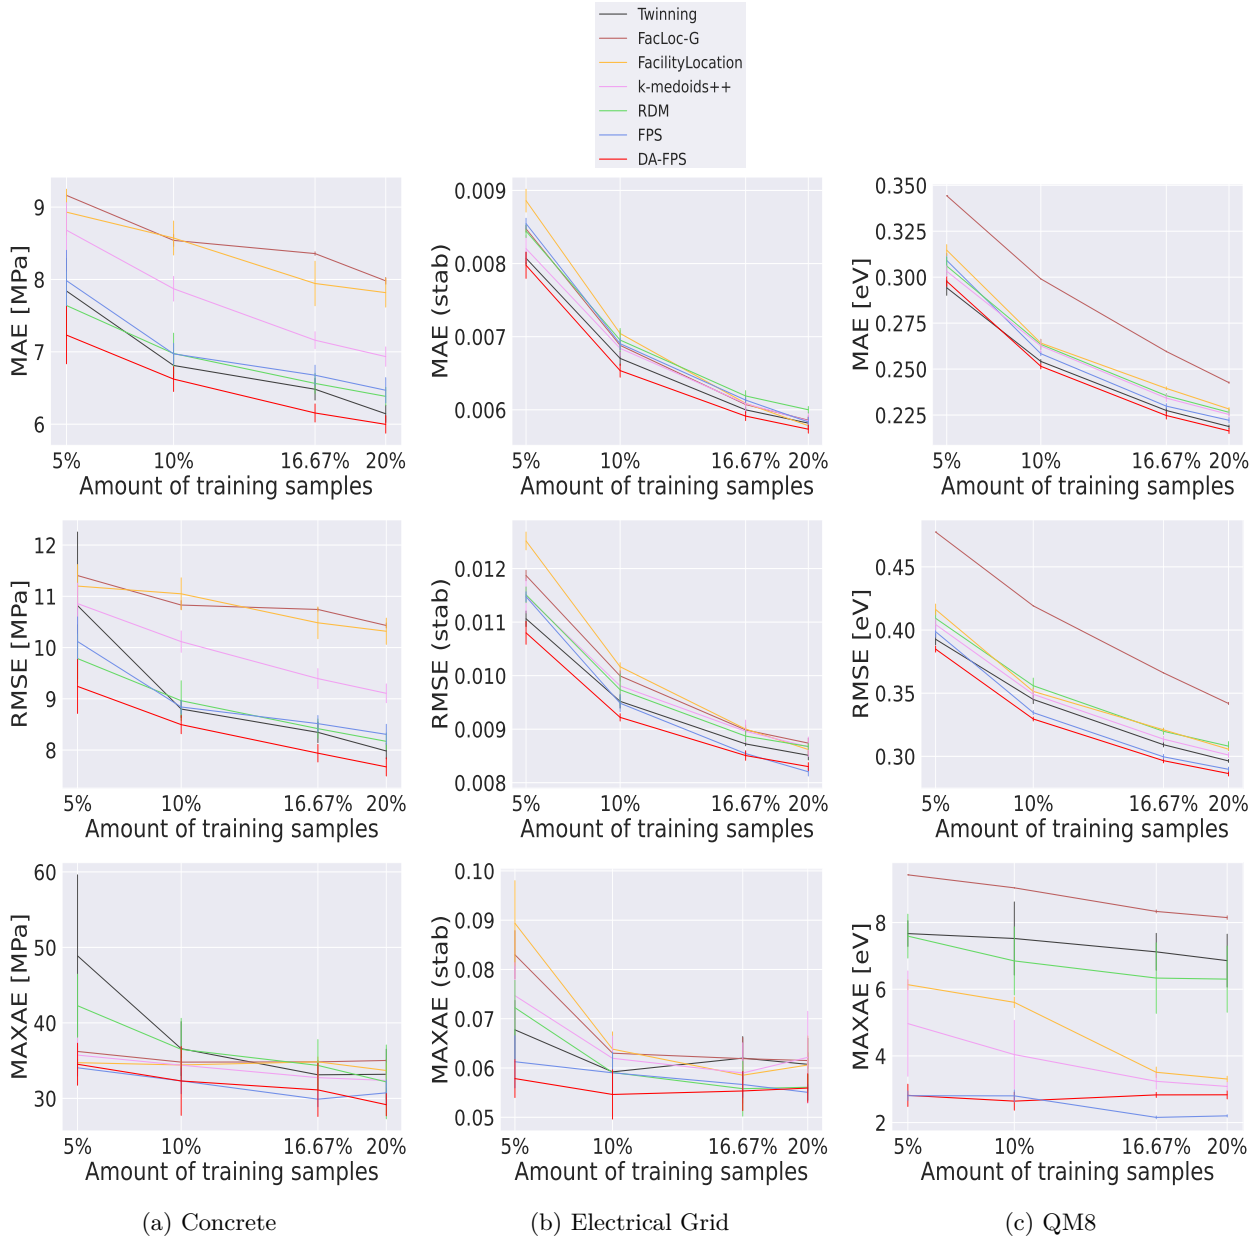 Twinning
FacLoc-G
FacilityLocation
k-medoids++
RDM
FPS
DA-FPS
MAE [MPa]
9
8
7
6
5% 10% 16.67% 20%
Amount of training samples
MAE (stab)
0.009
0.008
0.007
0.006
5% 10% 16.67% 20%
Amount of training samples
MAE [eV]
0.350
0.325
0.300
0.275
0.250
0.225
5% 10% 16.67% 20%
Amount of training samples
RMSE [MPa]
12
11
10
9
8
5% 10% 16.67% 20%
Amount of training samples
RMSE (stab)
0.012
0.011
0.010
0.009
0.008
5% 10% 16.67% 20%
Amount of training samples
RMSE [eV]
0.45
0.40
0.35
0.30
5% 10% 16.67% 20%
Amount of training samples
MAXAE [MPa]
60
50
40
30
5% 10% 16.67% 20%
Amount of training samples
MAXAE (stab)
0.10
0.09
0.08
0.07
0.06
0.05
5% 10% 16.67% 20%
Amount of training samples
MAXAE [eV]
8
6
4
2
5% 10% 16.67% 20%
Amount of training samples
(a) Concrete
(b) Electrical Grid
(c) QM8